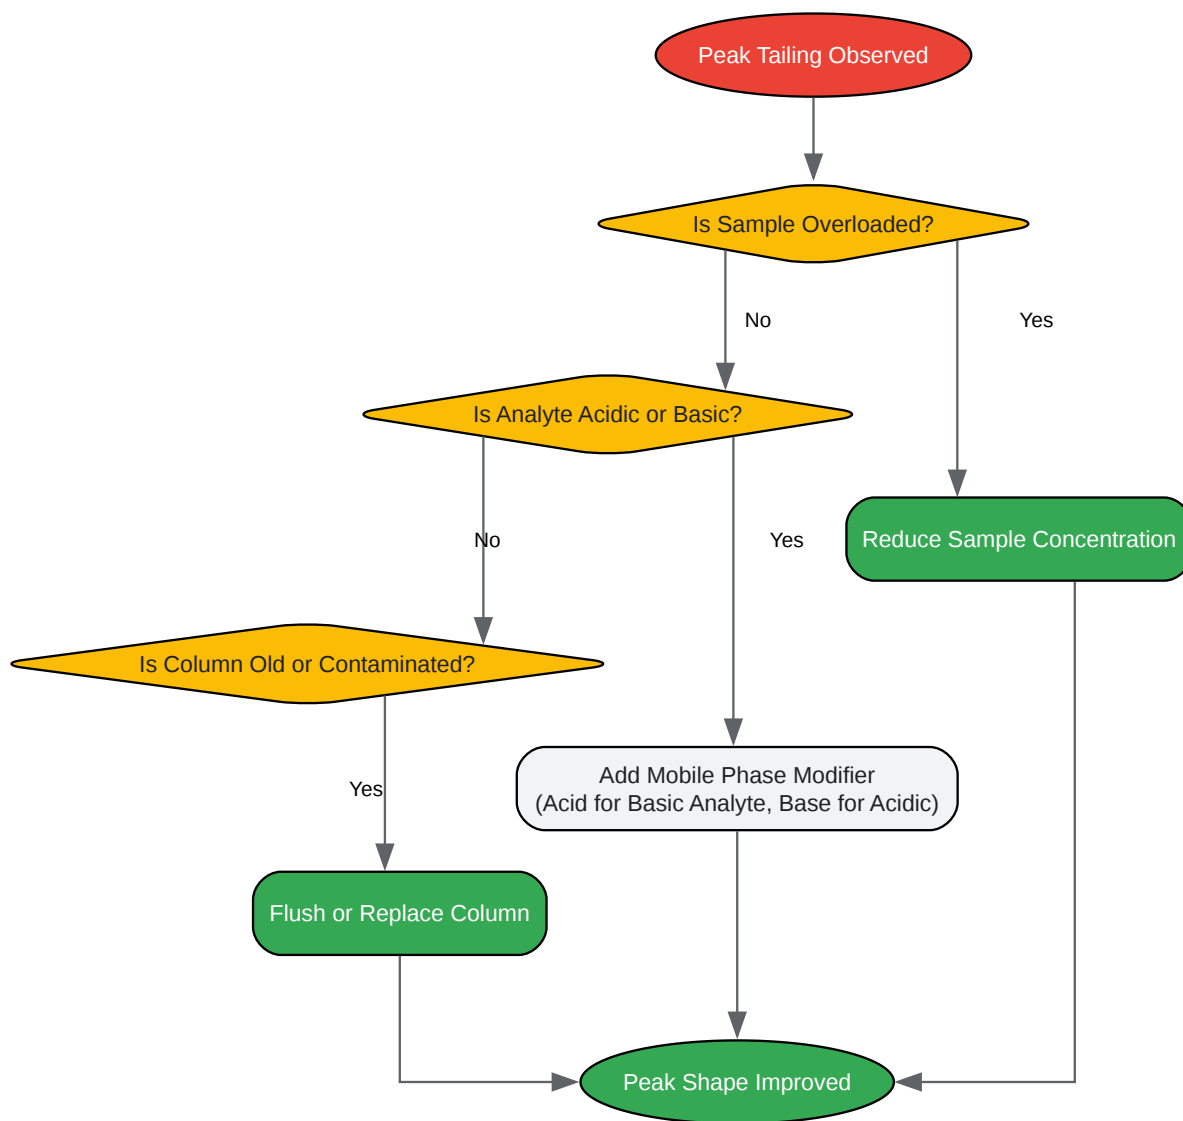 Peak Tailing Observed
Is Sample Overloaded?
No
Yes
Is Analyte Acidic or Basic?
No
Yes
Reduce Sample Concentration
Is Column Old or Contaminated?
Yes
Add Mobile Phase Modifier
(Acid for Basic Analyte, Base for Acidic)
Flush or Replace Column
Peak Shape Improved